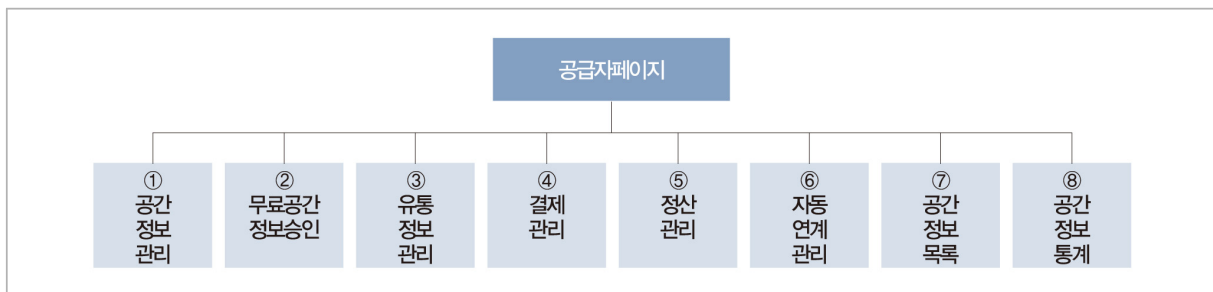 공급자페이지
①
공간
정보
관리
②
무료공간
정보승인
③
유통
정보
관리
④
결제
관리
⑤
정산
관리
⑥
자동
연계
관리
⑦
공간
정보
목록
⑧
공간
정보
통계